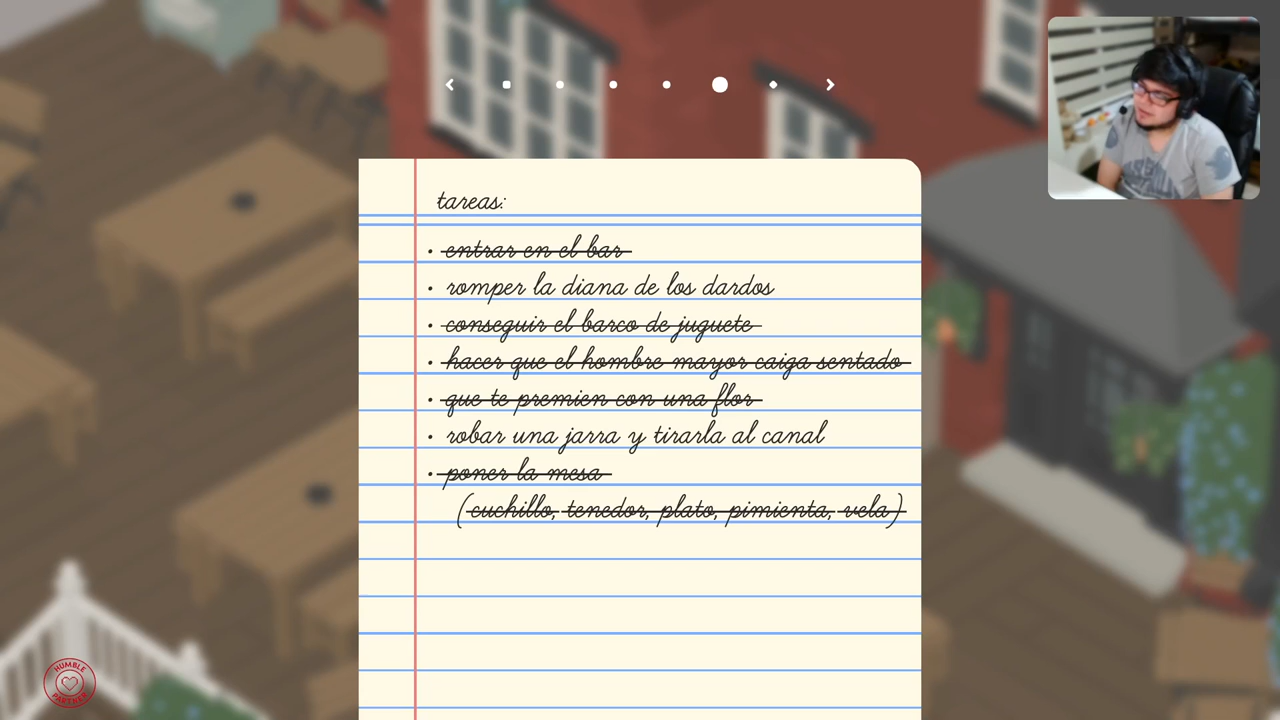 tareas:
• entrar en el bar
• romper la diana de los dardos
• conseguir el barco de juguete
• hacer que el hombre mayor caiga sentado
• que te premien con una flor
• robar una jarra y tirarla al canal
• poner la mesa
(cuchillo, tenedor, plato, pimienta, vela)
HUMBLE
PARTNER